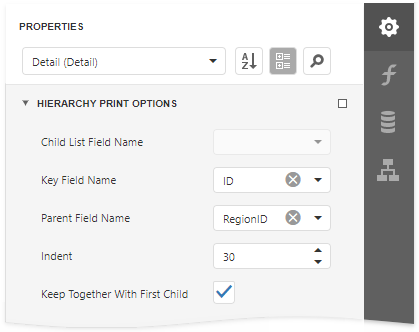 PROPERTIES
Detail (Detail)
HIERARCHY PRINT OPTIONS
Child List Field Name
Key Field Name ID
Parent Field Name RegionID
Indent 30
Keep Together With First Child